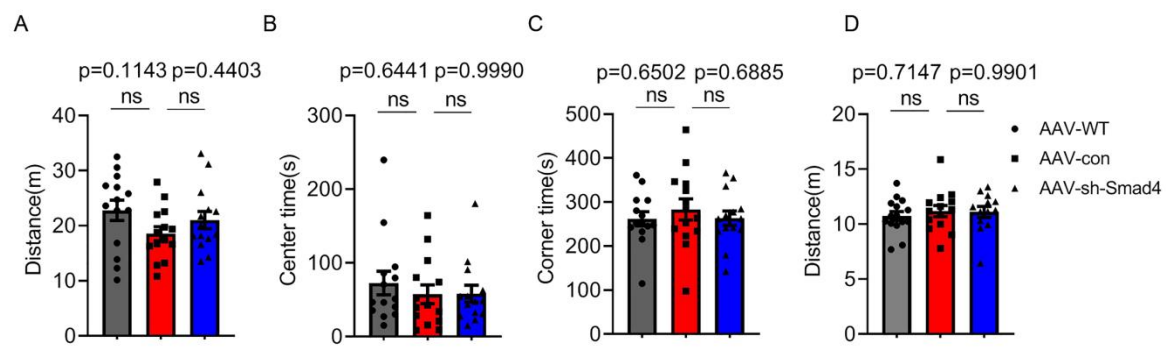 A
p=0.1143 p=0.4403
ns ns
Distance(m)
40
30
20
10
0
B
p=0.6441 p=0.9990
ns ns
Center time(s)
300
200
100
0
C
p=0.6502 p=0.6885
ns ns
Corner time(s)
500
400
300
200
100
0
D
p=0.7147 p=0.9901
ns ns
Distance(m)
20
15
10
5
0
AAV-WT
AAV-con
AAV-sh-Smad4